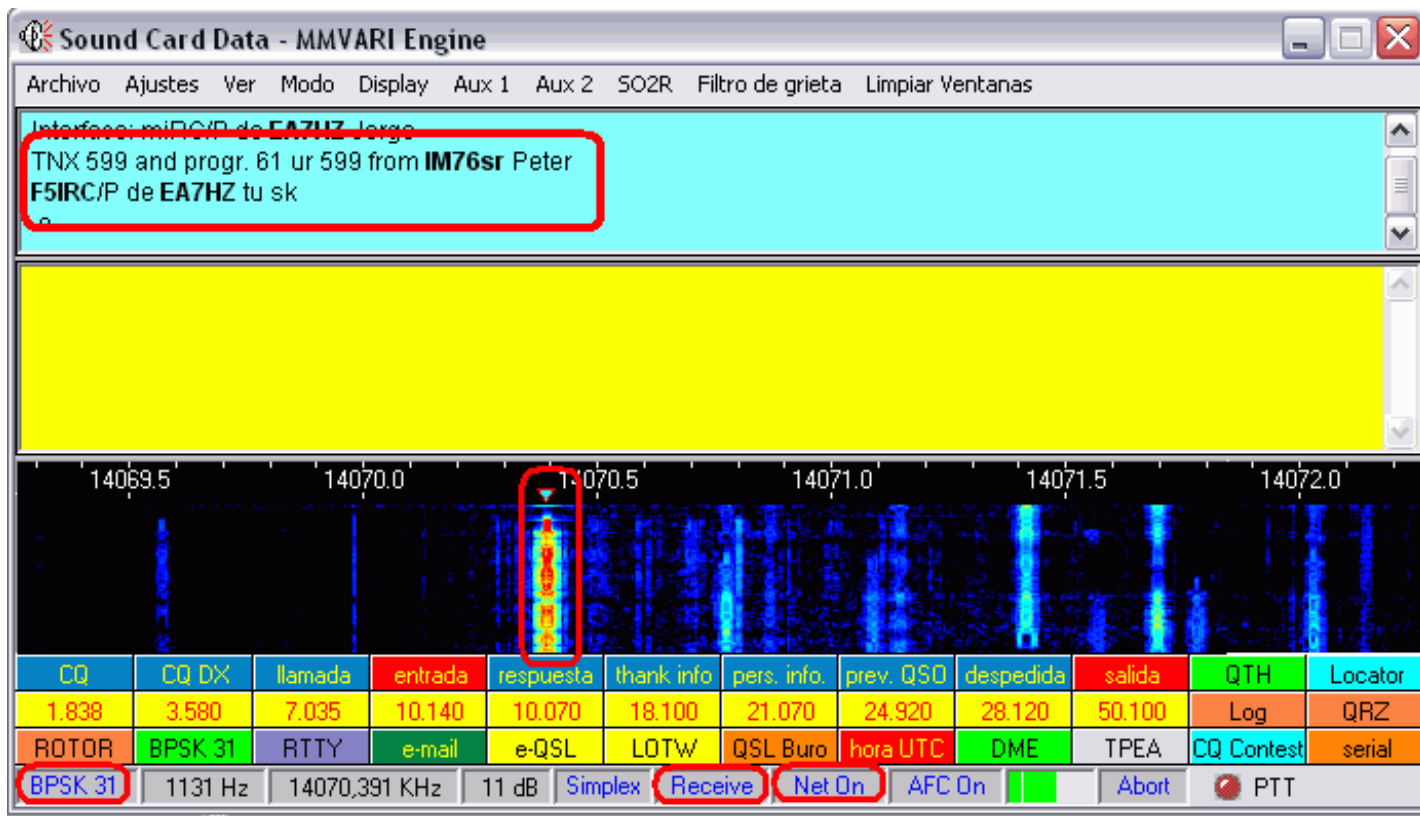 Sound Card Data - MMVARI Engine
Archivo Ajustes Ver Modo Display Aux 1 Aux 2 SO2R Filtro de grieta Limpiar Ventanas
EA7HZ Jorge
TNX 599 and progr. 61 ur 599 from IM76sr Peter
F5IRC/P de EA7HZ tu sk
14069.5 14070.0 14070.5 14071.0 14071.5 14072.0
CQ CQ DX llamada entrada respuesta thank info pers. info. prev. QSO despedida salida QTH Locator
1.838 3.580 7.035 10.140 10.070 18.100 21.070 24.920 28.120 50.100 Log QRZ
ROTOR BPSK 31 RTTY e-mail e-QSL LOTW QSL Buro hora UTC DME TPEA CQ Contest serial
BPSK 31 1131 Hz 14070,391 KHz 11 dB Simplex Receive Net On AFC On Abort PTT